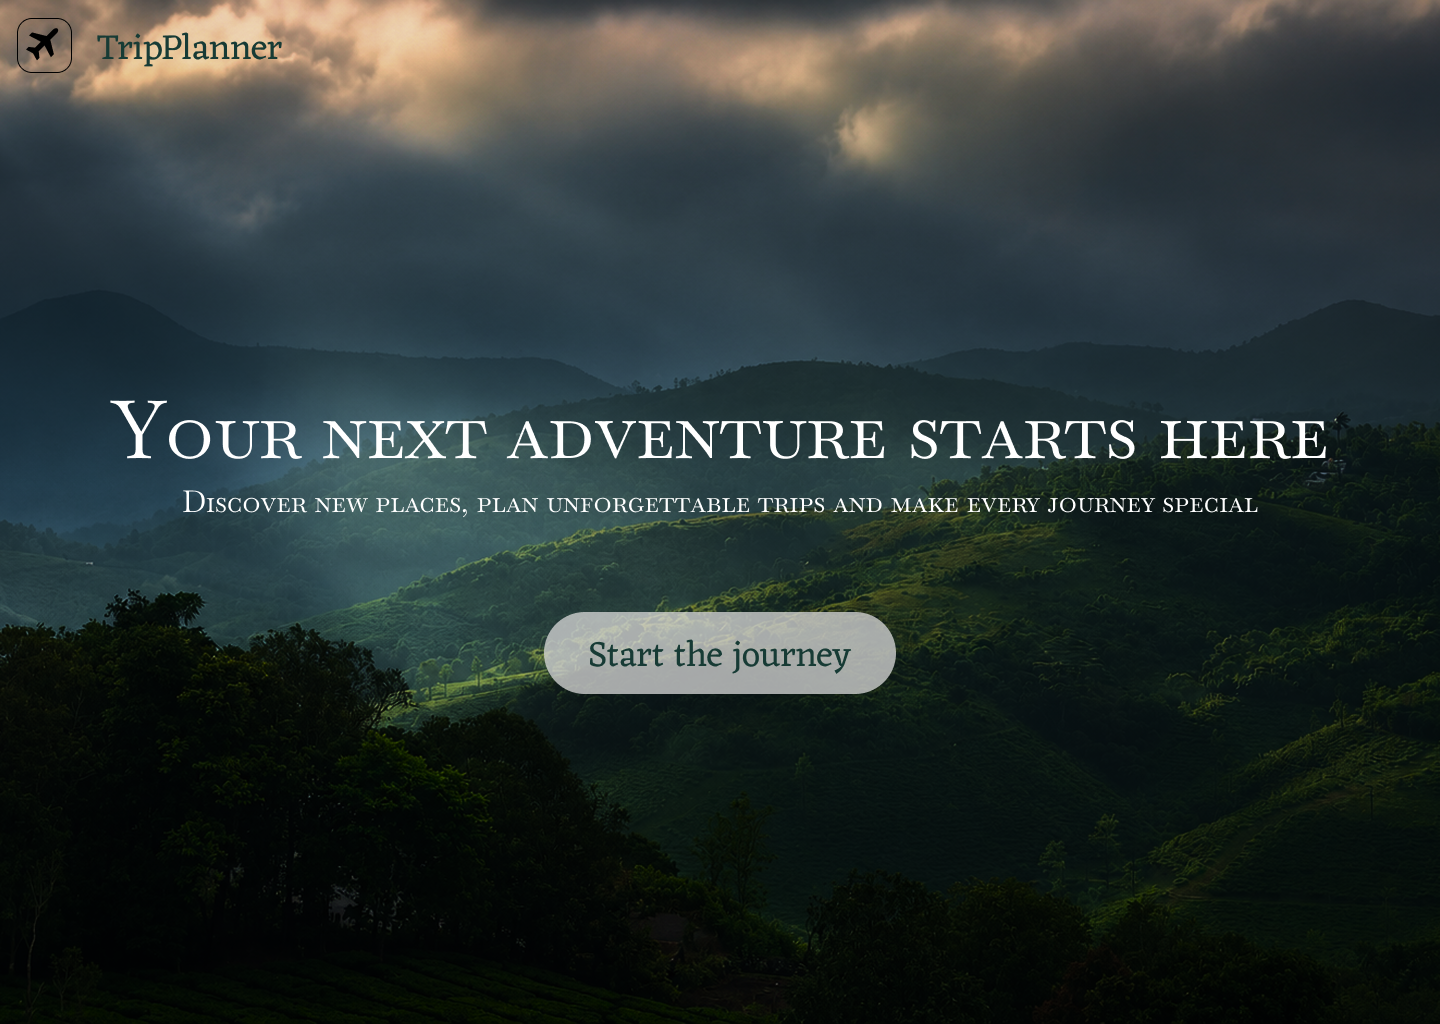 TripPlanner
Your next adventure starts here
Discover new places, plan unforgettable trips and make every journey special
Start the journey